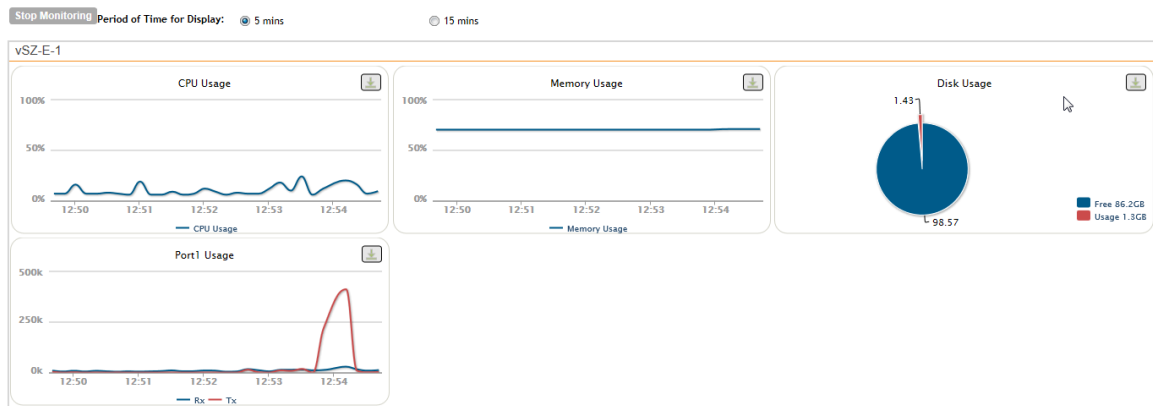 Stop Monitoring Period of Time for Display: 5 mins 15 mins
vSZ-E-1
CPU Usage
100%
50%
0%
12:50 12:51 12:52 12:53 12:54
CPU Usage
Memory Usage
100%
50%
0%
12:50 12:51 12:52 12:53 12:54
Memory Usage
Disk Usage
1.43
98.57
Free 86.2GB
Usage 1.3GB
Port1 Usage
500k
250k
0k
12:50 12:51 12:52 12:53 12:54
Rx Tx